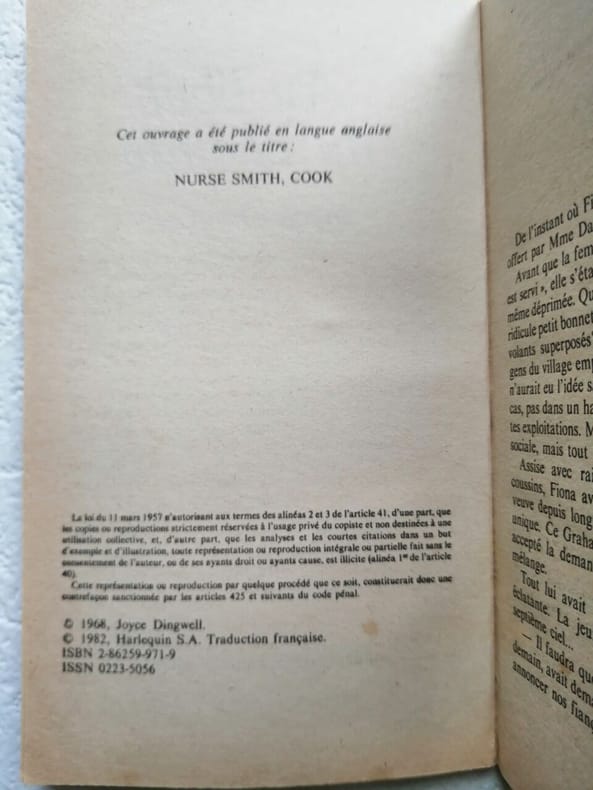 Cet ouvrage a été publié en langue anglaise
sous le titre :
NURSE SMITH, COOK
La loi du 11 mars 1957 n'autorisant aux termes des alinéas 2 et 3 de l'article 41, d'une part, que
les copies ou reproductions strictement réservées à l'usage privé du copiste et non destinées à une
utilisation collective, et, d'autre part, que les analyses et les courtes citations dans un but
d'exemple et d'illustration, toute représentation ou reproduction intégrale ou partielle fait sans le
consentement de l'auteur, ou de ses ayants droit ou ayants cause, est illicite (alinéa 1er de l'article
40).
Cette représentation ou reproduction par quelque procédé que ce soit, constituerait donc une
contrefaçon sanctionnée par les articles 425 et suivants du code pénal.
© 1968, Joyce Dingwell.
© 1982, Harlequin S.A. Traduction française.
ISBN 2-86259-971-9
ISSN 0223-5056
De l'instant où Fi
offert par Mme Da
Avant que la fem
est servi », elle s'éta
même déprimée. Qu
ridicule petit bonnet
volants superposés
gens du village emp
n'aurait eu l'idée s
cas, pas dans un ha
tes exploitations. M
sociale, mais tout
Assise avec rai
coussins, Fiona av
veuve depuis long
unique. Ce Graha
accepté la deman
mélange.
Tout lui avait
éclatante. La jeu
septième ciel...
— Il faudra que
demain, avait dema
annoncer nos fian